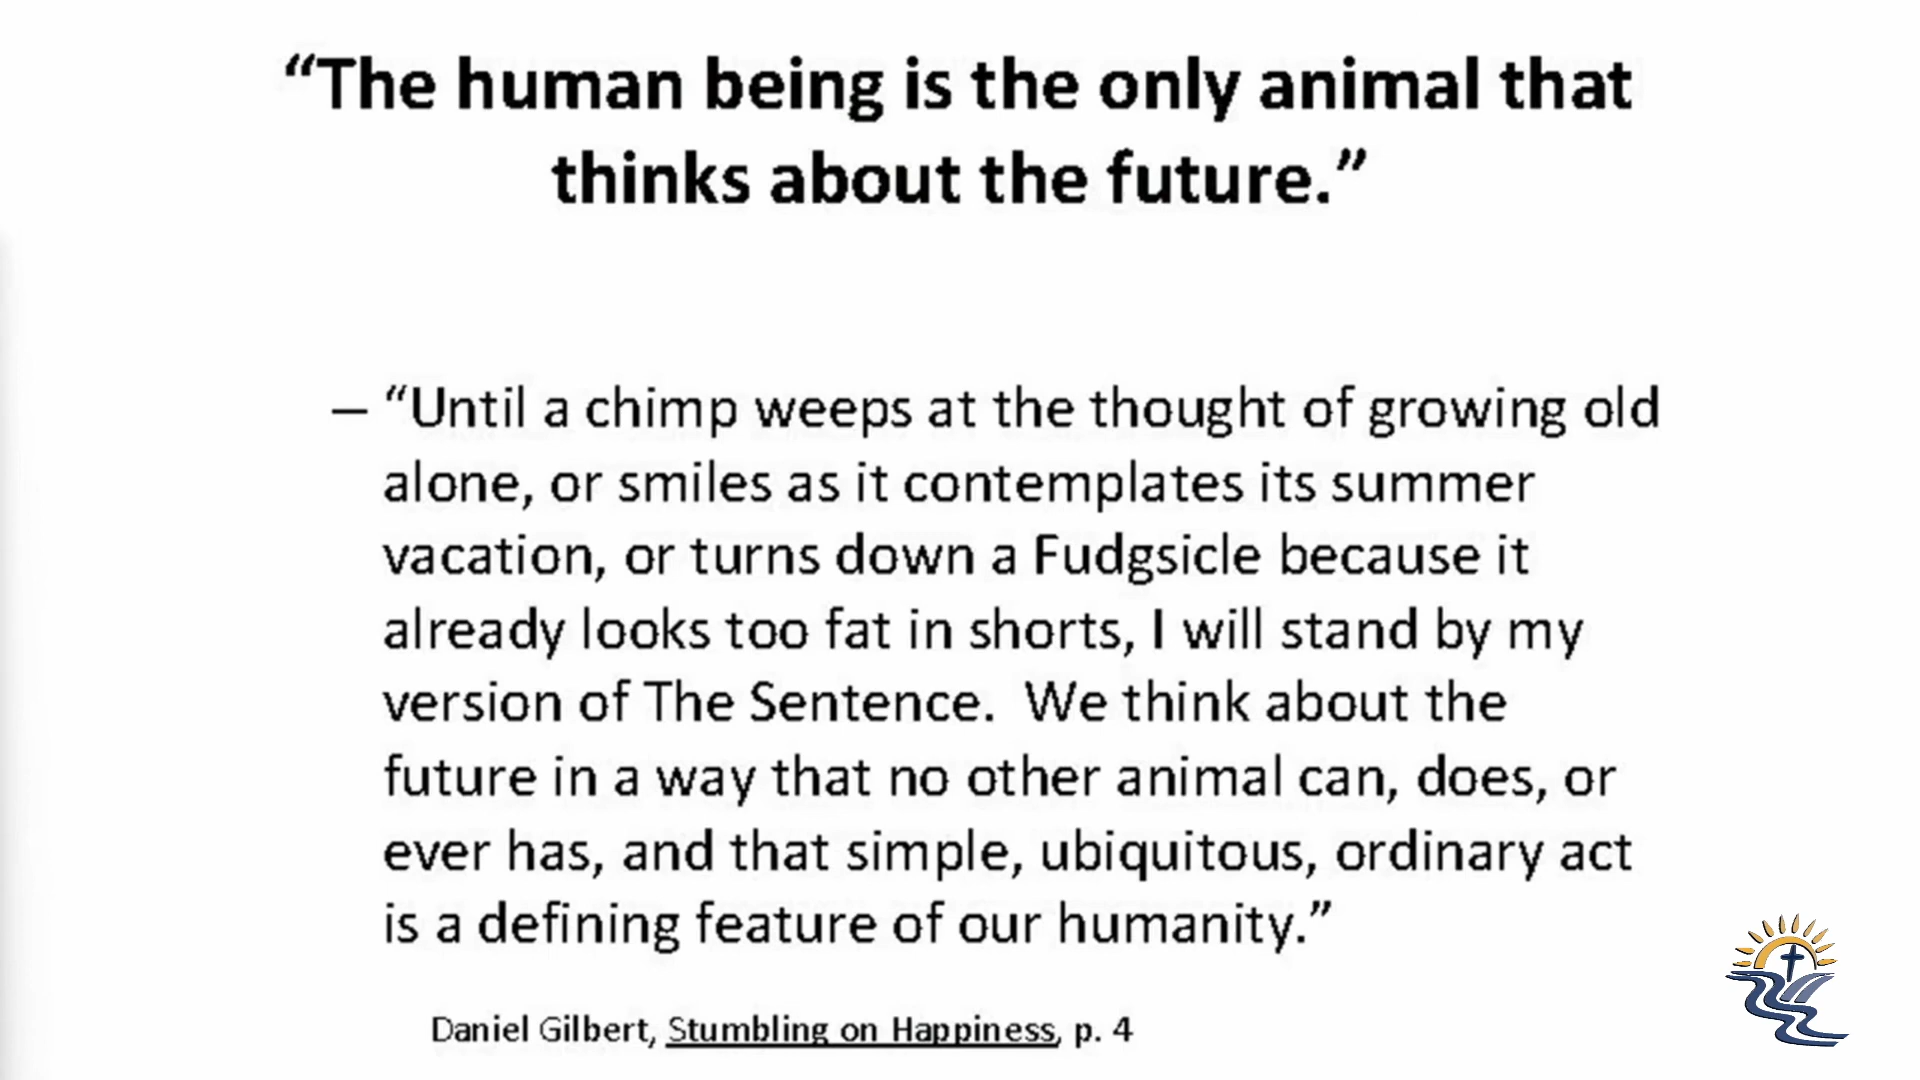 “The human being is the only animal that
thinks about the future.”
– “Until a chimp weeps at the thought of growing old
alone, or smiles as it contemplates its summer
vacation, or turns down a Fudgsicle because it
already looks too fat in shorts, I will stand by my
version of The Sentence.  We think about the
future in a way that no other animal can, does, or
ever has, and that simple, ubiquitous, ordinary act
is a defining feature of our humanity.”
Daniel Gilbert, Stumbling on Happiness, p. 4